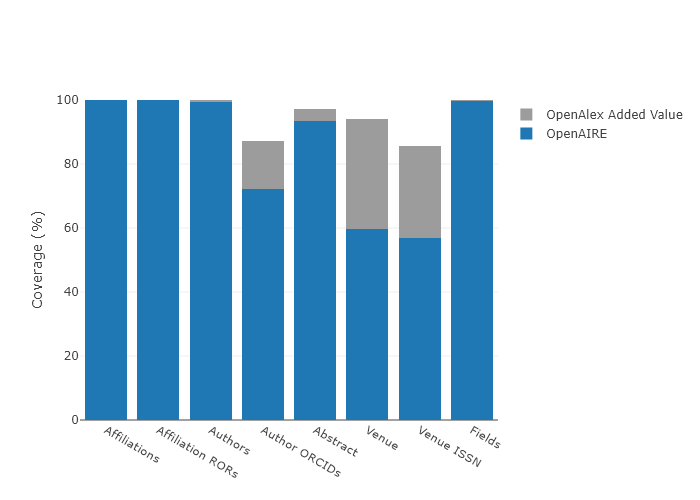 100
80
60
40
20
0
Coverage (%)
Affiliations
Affiliation RORs
Authors
Author ORCIDs
Abstract
Venue
Venue ISSN
Fields
OpenAlex Added Value
OpenAIRE